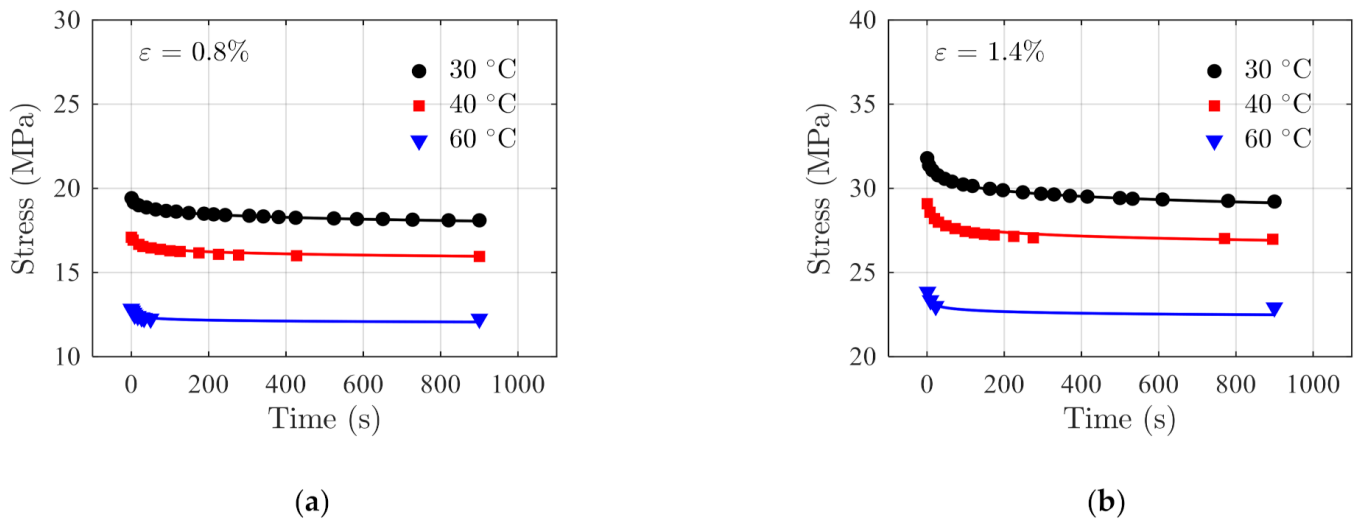 ε = 0.8%
30 °C
40 °C
60 °C
30
25
20
15
10
Stress (MPa)
0 200 400 600 800 1000
Time (s)
(a)
ε = 1.4%
30 °C
40 °C
60 °C
40
35
30
25
20
Stress (MPa)
0 200 400 600 800 1000
Time (s)
(b)